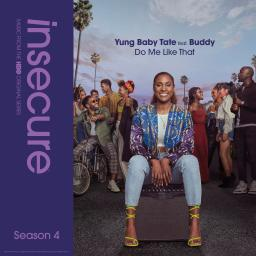 insecure
MUSIC FROM THE HBO ORIGINAL SERIES
Season 4
Yung Baby Tate feat. Buddy
Do Me Like That